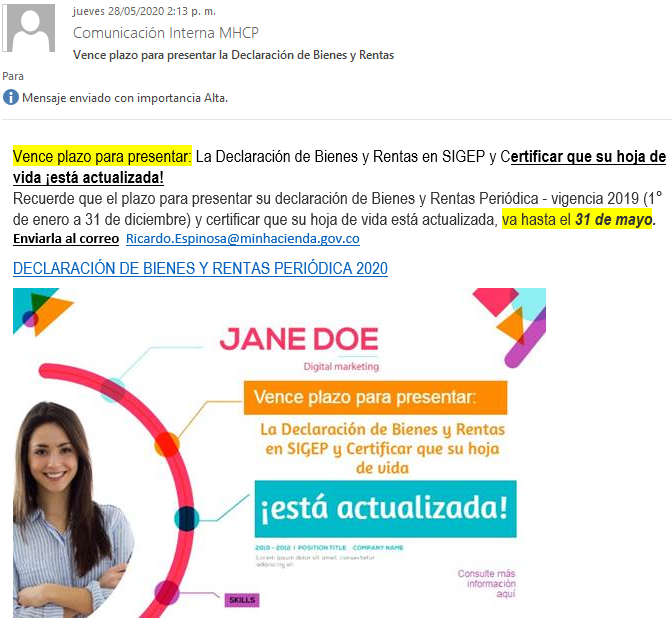 jueves 28/05/2020 2:13 p. m.
Comunicación Interna MHCP
Vence plazo para presentar la Declaración de Bienes y Rentas
Para
Mensaje enviado con importancia Alta.
Vence plazo para presentar: La Declaración de Bienes y Rentas en SIGEP y Certificar que su hoja de
vida ¡está actualizada!
Recuerde que el plazo para presentar su declaración de Bienes y Rentas Periódica - vigencia 2019 (1°
de enero a 31 de diciembre) y certificar que su hoja de vida está actualizada, va hasta el 31 de mayo.
Enviarla al correo Ricardo.Espinosa@minhacienda.gov.co
DECLARACIÓN DE BIENES Y RENTAS PERIÓDICA 2020
JANE DOE
Digital marketing
Vence plazo para presentar:
La Declaración de Bienes y Rentas
en SIGEP y Certificar que su hoja
de vida
¡está actualizada!
2010 - 2012 | POSITION TITLE - COMPANY NAME
Lorem ipsum dolor sit amet, consectetur
adipiscing eli
Consulte más
información
aquí
SKILLS